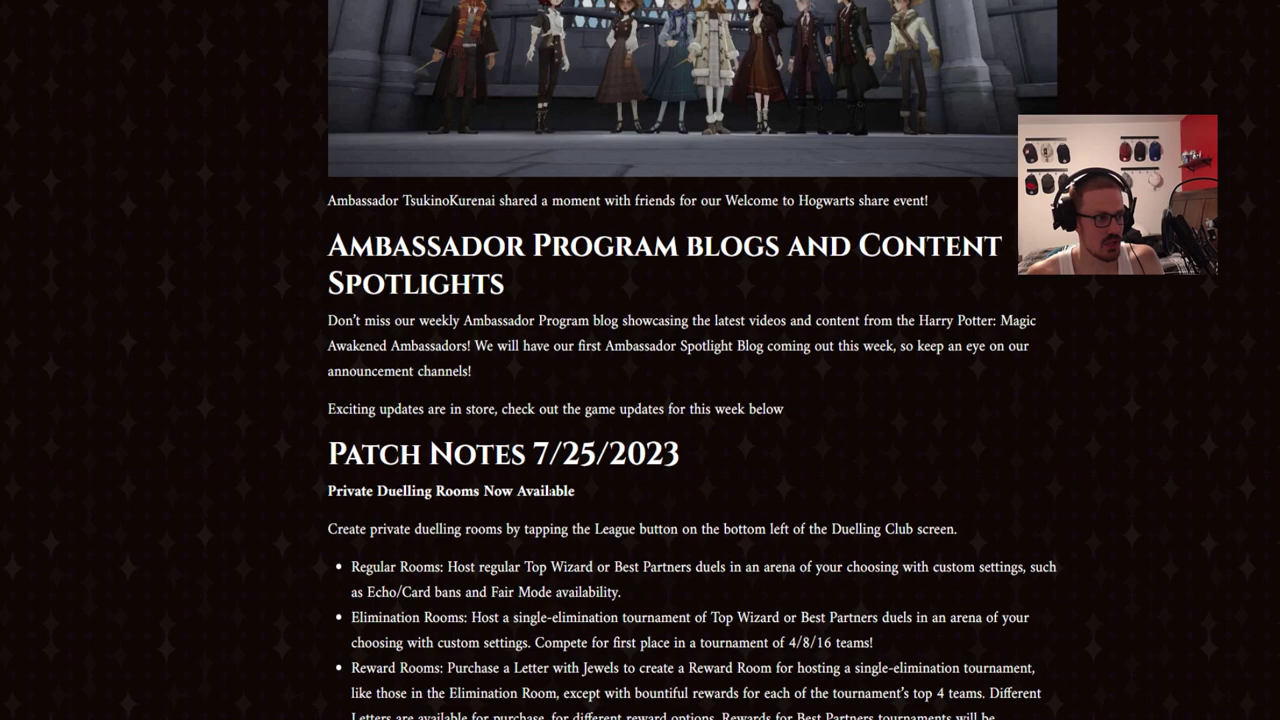 Ambassador TsukinoKurenai shared a moment with friends for our Welcome to Hogwarts share event!
Ambassador Program blogs and Content
Spotlights
Don't miss our weekly Ambassador Program blog showcasing the latest videos and content from the Harry Potter: Magic
Awakened Ambassadors! We will have our first Ambassador Spotlight Blog coming out this week, so keep an eye on our
announcement channels!
Exciting updates are in store, check out the game updates for this week below
Patch Notes 7/25/2023
Private Duelling Rooms Now Available
Create private duelling rooms by tapping the League button on the bottom left of the Duelling Club screen.
• Regular Rooms: Host regular Top Wizard or Best Partners duels in an arena of your choosing with custom settings, such
as Echo/Card bans and Fair Mode availability.
• Elimination Rooms: Host a single-elimination tournament of Top Wizard or Best Partners duels in an arena of your
choosing with custom settings. Compete for first place in a tournament of 4/8/16 teams!
• Reward Rooms: Purchase a Letter with Jewels to create a Reward Room for hosting a single-elimination tournament,
like those in the Elimination Room, except with bountiful rewards for each of the tournament's top 4 teams. Different
Letters are available for purchase, for different reward options. Rewards for Best Partners tournaments will be